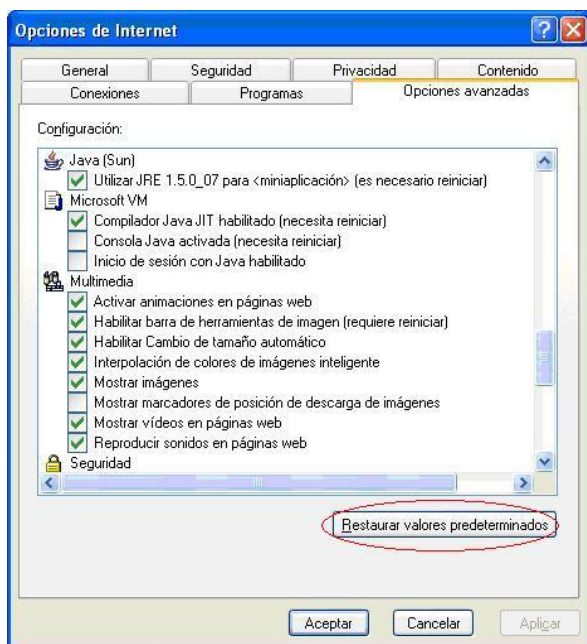 Opciones de Internet
General Seguridad Privacidad Contenido
Conexiones Programas Opciones avanzadas
Configuración:
Java (Sun)
Utilizar JRE 1.5.0_07 para <miniaplicación> (es necesario reiniciar)
Microsoft VM
Compilador Java JIT habilitado (necesita reiniciar)
Consola Java activada (necesita reiniciar)
Inicio de sesión con Java habilitado
Multimedia
Activar animaciones en páginas web
Habilitar barra de herramientas de imagen (requiere reiniciar)
Habilitar Cambio de tamaño automático
Interpolación de colores de imágenes inteligente
Mostrar imágenes
Mostrar marcadores de posición de descarga de imágenes
Mostrar vídeos en páginas web
Reproducir sonidos en páginas web
Seguridad
Restaurar valores predeterminados
Aceptar Cancelar Aplicar